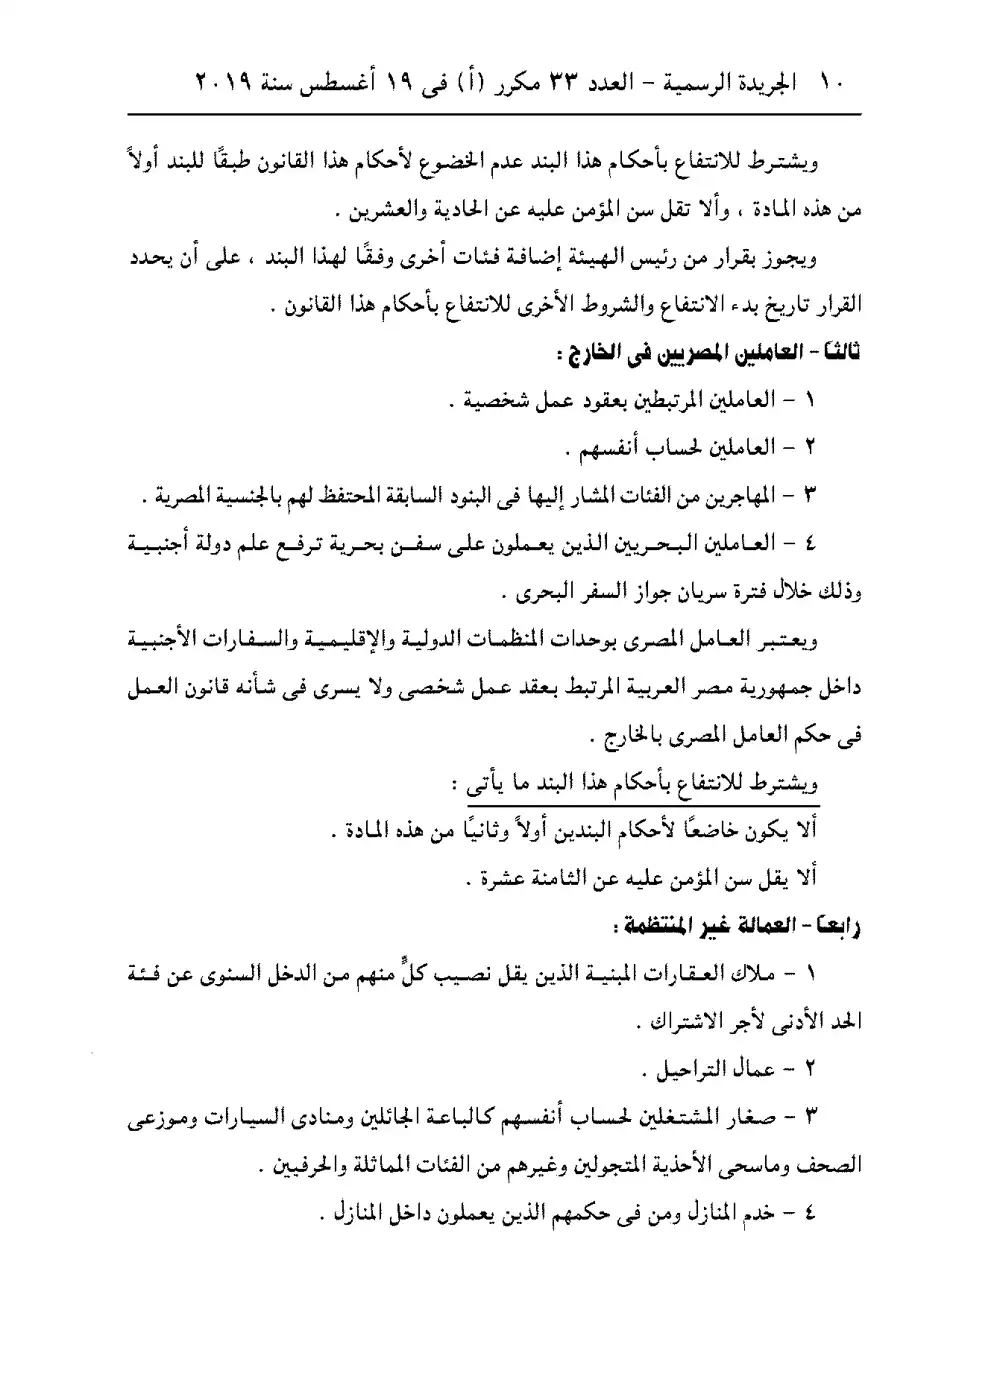 ١٠ الجريدة الرسمية - العدد ٣٣ مكرر (أ) فى ١٩ أغسطس سنة ٢٠١٩
ويشترط للانتفاع بأحكام هذا البند عدم الخضوع لأحكام هذا القانون طبقًا للبند أولاً
من هذه المادة ، وألا تقل سن المؤمن عليه عن الحادية والعشرين .
ويجوز بقرار من رئيس الهيئة إضافة فئات أخرى وفقًا لهذا البند ، على أن يحدد
القرار تاريخ بدء الانتفاع والشروط الأخرى للانتفاع بأحكام هذا القانون .
ثالثًا - العاملين المصريين فى الخارج :
١ - العاملين المرتبطين بعقود عمل شخصية .
٢ - العاملين لحساب أنفسهم .
٣ - المهاجرين من الفئات المشار إليها فى البنود السابقة المحتفظ لهم بالجنسية المصرية .
٤ - العاملين البحريين الذين يعملون على سفن بحرية ترفع علم دولة أجنبية
وذلك خلال فترة سريان جواز السفر البحرى .
ويعتبر العامل المصرى بوحدات المنظمات الدولية والإقليمية والسفارات الأجنبية
داخل جمهورية مصر العربية المرتبط بعقد عمل شخصى ولا يسرى فى شأنه قانون العمل
فى حكم العامل المصرى بالخارج .
ويشترط للانتفاع بأحكام هذا البند ما يأتى :
ألا يكون خاضعًا لأحكام البندين أولاً وثانيًا من هذه المادة .
ألا يقل سن المؤمن عليه عن الثامنة عشرة .
رابعًا - العمالة غير المنتظمة :
١ - ملاك العقارات المبنية الذين يقل نصيب كلٍّ منهم من الدخل السنوى عن فئة
الحد الأدنى لأجر الاشتراك .
٢ - عمال التراحيل .
٣ - صغار المشتغلين لحساب أنفسهم كالباعة الجائلين ومنادى السيارات وموزعى
الصحف وماسحى الأحذية المتجولين وغيرهم من الفئات المماثلة والحرفيين .
٤ - خدم المنازل ومن فى حكمهم الذين يعملون داخل المنازل .